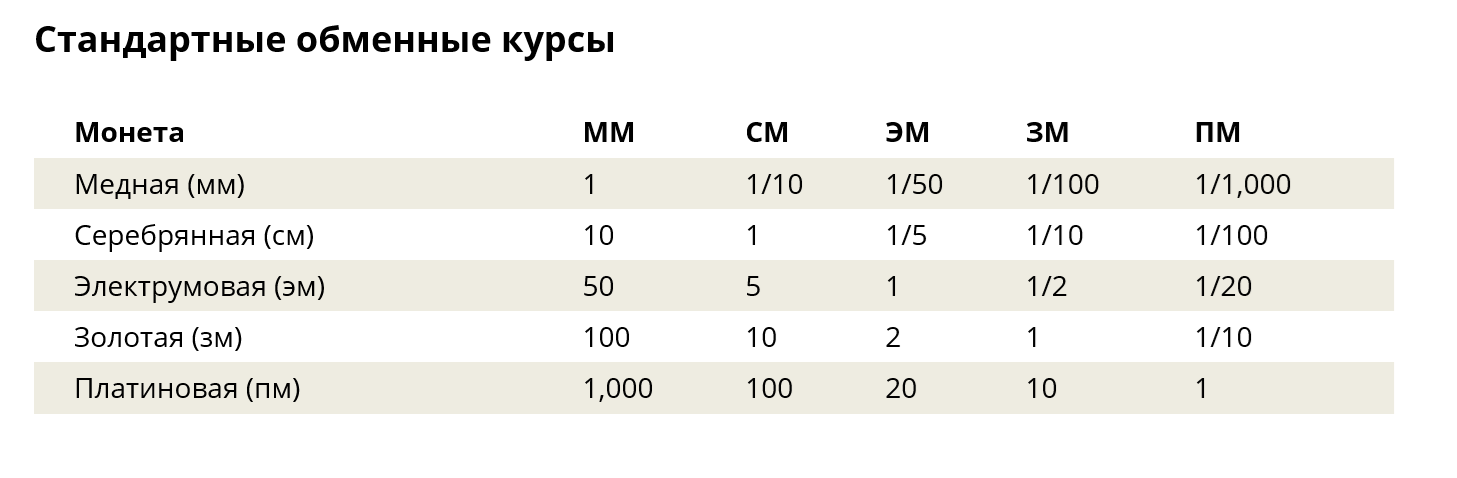 Стандартные обменные курсы
Монета ММ СМ ЭМ ЗМ ПМ
Медная (мм) 1 1/10 1/50 1/100 1/1,000
Серебрянная (см) 10 1 1/5 1/10 1/100
Электрумовая (эм) 50 5 1 1/2 1/20
Золотая (зм) 100 10 2 1 1/10
Платиновая (пм) 1,000 100 20 10 1